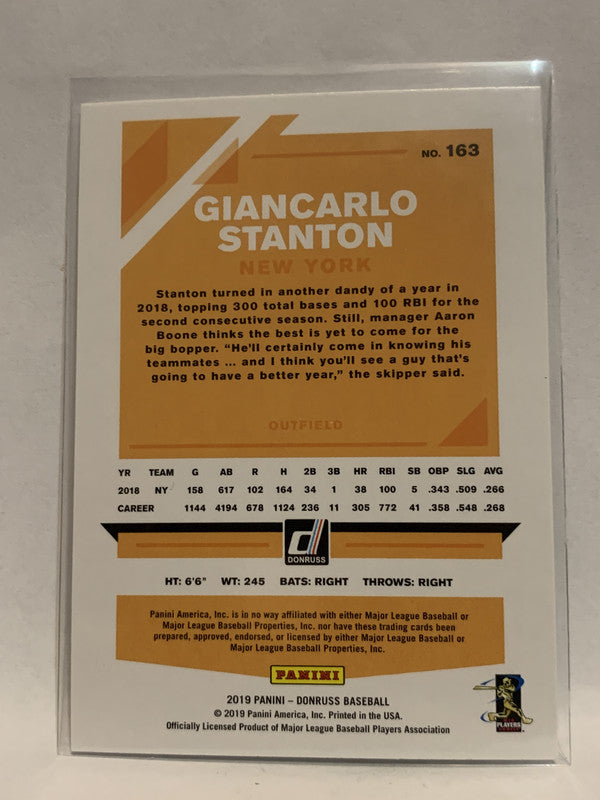 NO. 163
GIANCARLO
STANTON
NEW YORK
Stanton turned in another dandy of a year in
2018, topping 300 total bases and 100 RBI for the
second consecutive season. Still, manager Aaron
Boone thinks the best is yet to come for the
big bopper. “He’ll certainly come in knowing his
teammates ... and I think you’ll see a guy that’s
going to have a better year,” the skipper said.
OUTFIELD
YR TEAM G AB R H 2B 3B HR RBI SB OBP SLG AVG
2018 NY 158 617 102 164 34 1 38 100 5 .343 .509 .266
CAREER 1144 4194 678 1124 236 11 305 772 41 .358 .548 .268
d
DONRUSS
HT: 6'6" WT: 245 BATS: RIGHT THROWS: RIGHT
Panini America, Inc. is in no way affiliated with either Major League Baseball or
Major League Baseball Properties, Inc. nor have these trading cards been
prepared, approved, endorsed, or licensed by either Major League Baseball or
Major League Baseball Properties, Inc.
PANINI
2019 PANINI – DONRUSS BASEBALL
© 2019 Panini America, Inc. Printed in the USA.
Officially Licensed Product of Major League Baseball Players Association
PLAYERS